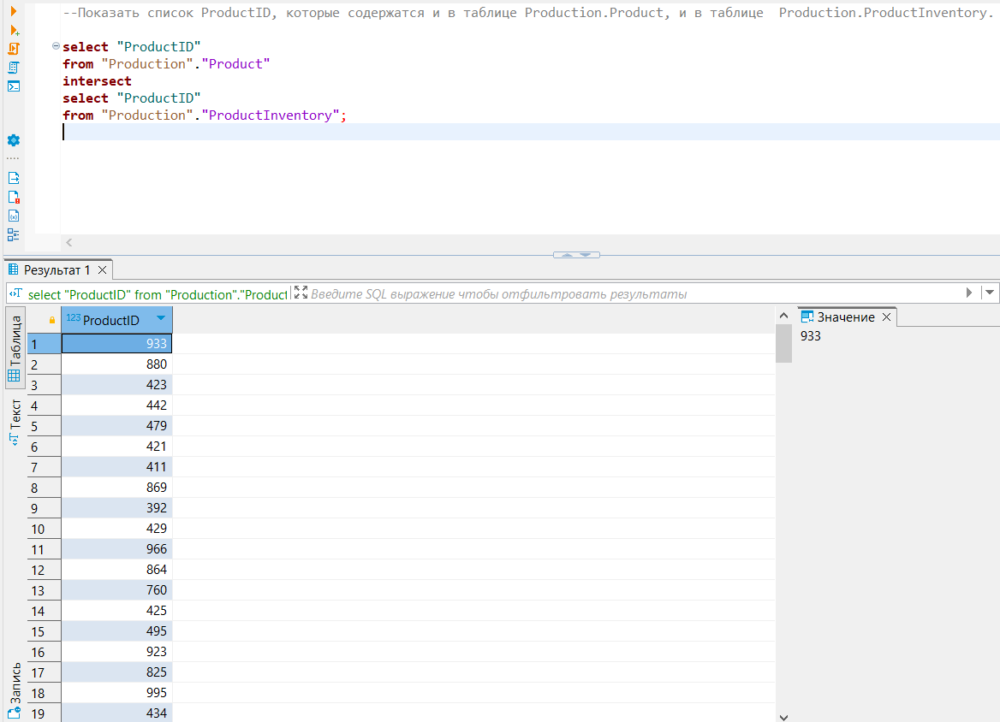 --Показать список ProductID, которые содержатся и в таблице Production.Product, и в таблице  Production.ProductInventory.
select "ProductID"
from "Production"."Product"
intersect
select "ProductID"
from "Production"."ProductInventory";
Результат 1
select "ProductID" from "Production"."Product
Введите SQL выражение чтобы отфильтровать результаты
Таблица
Текст
Запись
123 ProductID
1 933
2 880
3 423
4 442
5 479
6 421
7 411
8 869
9 392
10 429
11 966
12 864
13 760
14 425
15 495
16 923
17 825
18 995
19 434
Значение
933